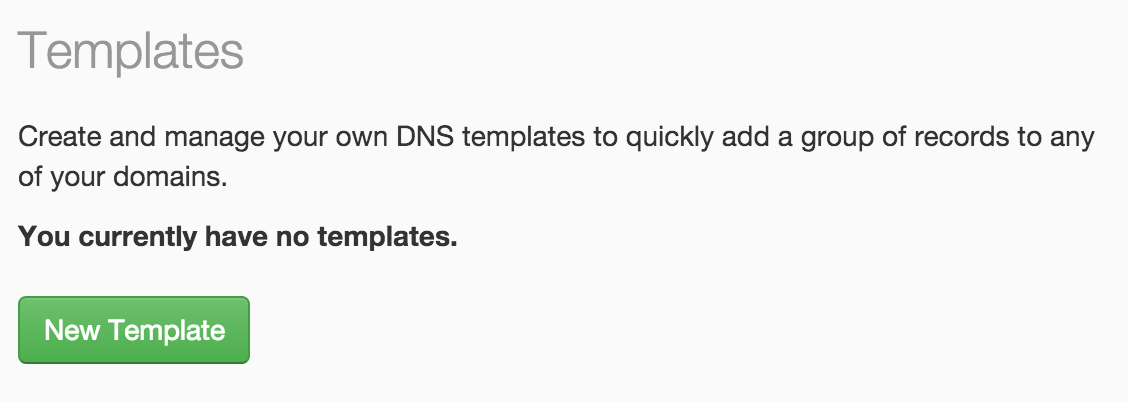 Templates
Create and manage your own DNS templates to quickly add a group of records to any
of your domains.
You currently have no templates.
New Template